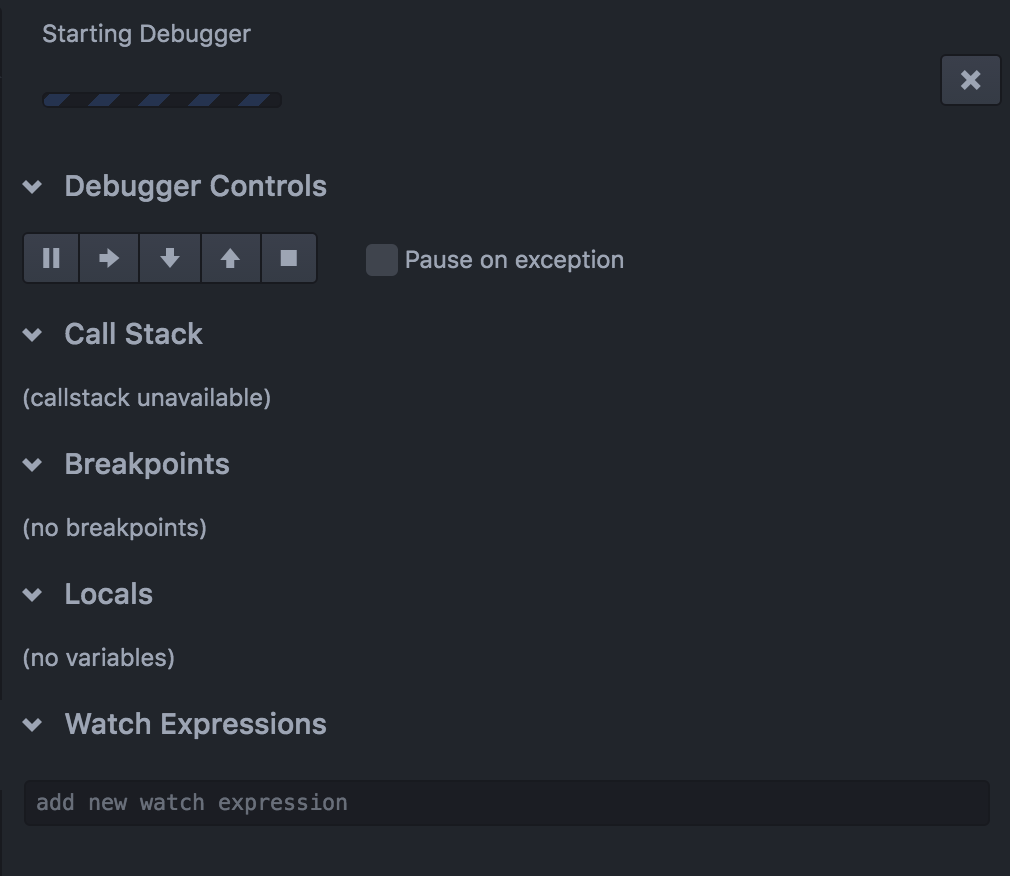 Starting Debugger
Debugger Controls
Pause on exception
Call Stack
(callstack unavailable)
Breakpoints
(no breakpoints)
Locals
(no variables)
Watch Expressions
add new watch expression